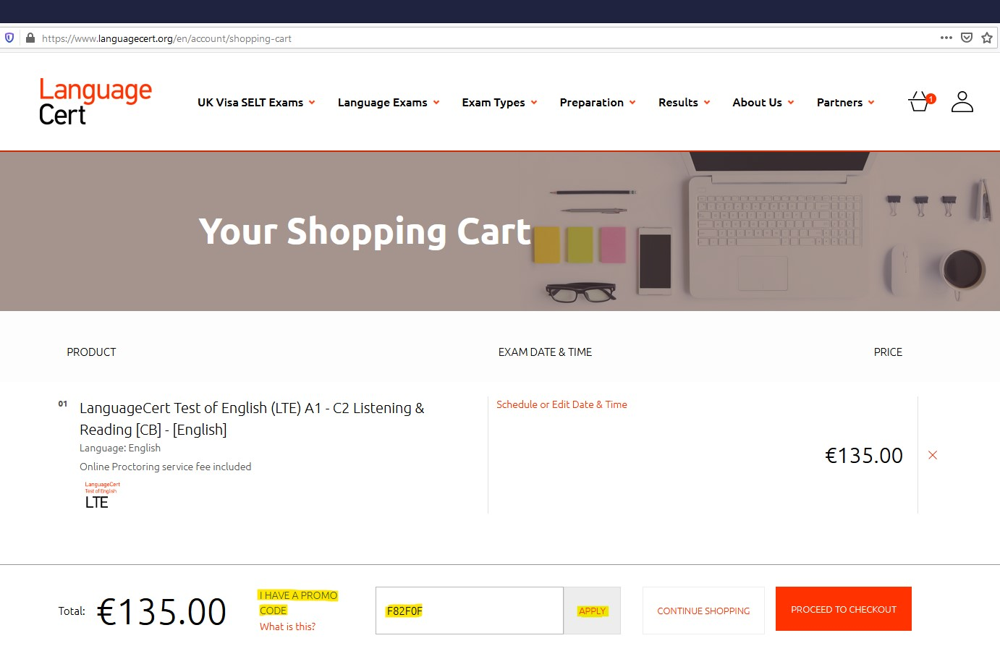 https://www.languagecert.org/en/account/shopping-cart
Language
Cert
UK Visa SELT Exams
Language Exams
Exam Types
Preparation
Results
About Us
Partners
1
Your Shopping Cart
PRODUCT
EXAM DATE & TIME
PRICE
01
LanguageCert Test of English (LTE) A1 - C2 Listening &
Reading [CB] - [English]
Language: English
Online Proctoring service fee included
LanguageCert
Test of English
LTE
Schedule or Edit Date & Time
€135.00
Total:
€135.00
I HAVE A PROMO
CODE
What is this?
F82F0F
APPLY
CONTINUE SHOPPING
PROCEED TO CHECKOUT